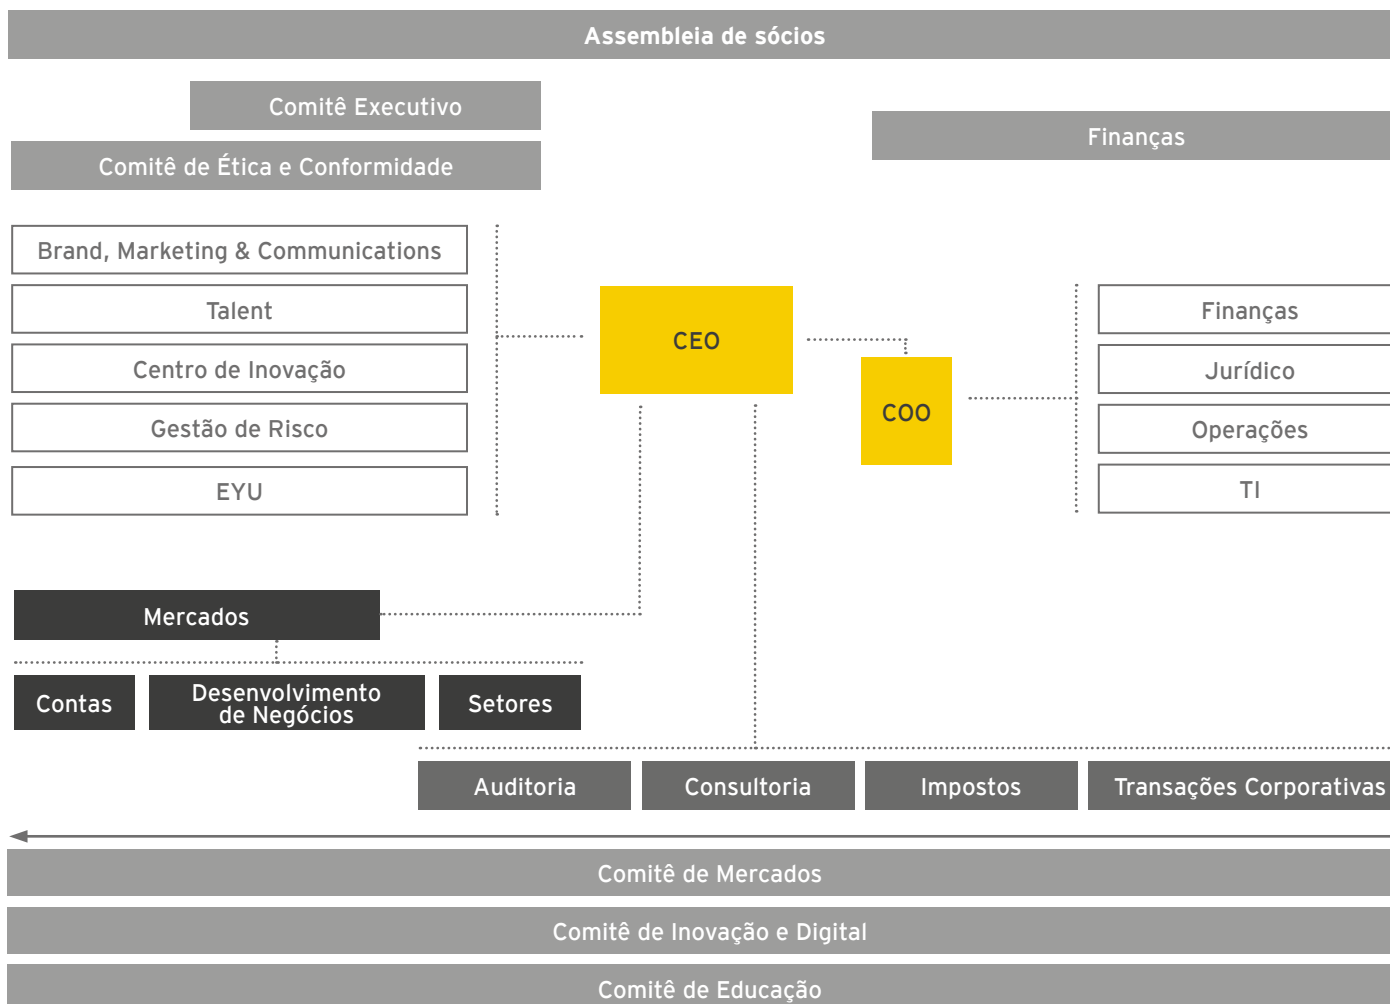 Assembleia de sócios
Comitê Executivo
Finanças
Comitê de Ética e Conformidade
Brand, Marketing & Communications
Talent
Centro de Inovação
Gestão de Risco
EYU
CEO
COO
Finanças
Jurídico
Operações
TI
Mercados
Contas
Desenvolvimento
de Negócios
Setores
Auditoria
Consultoria
Impostos
Transações Corporativas
Comitê de Mercados
Comitê de Inovação e Digital
Comitê de Educação